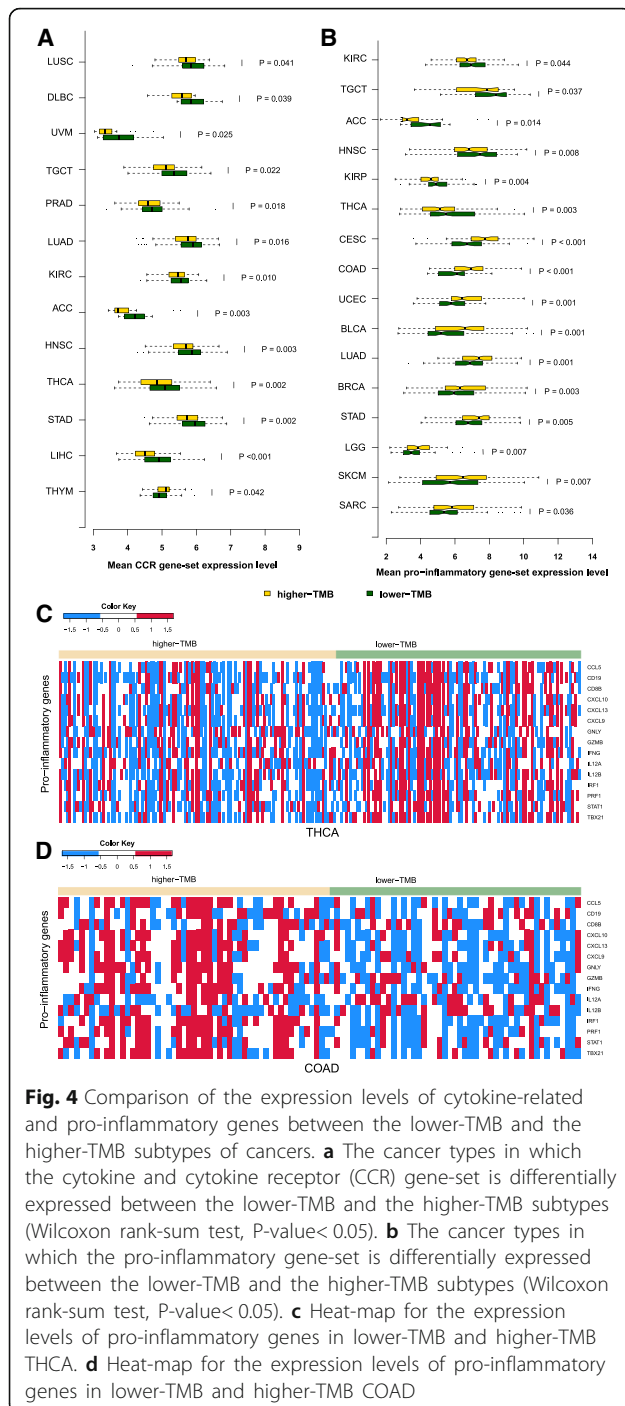 A
LUSC
P = 0.041
DLBC
P = 0.039
UVM
P = 0.025
TGCT
P = 0.022
PRAD
P = 0.018
LUAD
P = 0.016
KIRC
P = 0.010
ACC
P = 0.003
HNSC
P = 0.003
THCA
P = 0.002
STAD
P = 0.002
LIHC
P <0.001
THYM
P = 0.042
3 4 5 6 7 8 9
Mean CCR gene-set expression level
B
KIRC
P = 0.044
TGCT
P = 0.037
ACC
P = 0.014
HNSC
P = 0.008
KIRP
P = 0.004
THCA
P = 0.003
CESC
P < 0.001
COAD
P < 0.001
UCEC
P = 0.001
BLCA
P = 0.001
LUAD
P = 0.001
BRCA
P = 0.003
STAD
P = 0.005
LGG
P = 0.007
SKCM
P = 0.007
SARC
P = 0.036
2 4 6 8 10 12 14
Mean pro-inflammatory gene-set expression level
higher-TMB lower-TMB
C
Color Key
-1.5 -0.5 0 0.5 1 1.5
higher-TMB lower-TMB
Pro-inflammatory genes
CCL5
CD19
CD8B
CXCL10
CXCL13
CXCL9
GNLY
GZMB
IFNG
IL12A
IL12B
IRF1
PRF1
STAT1
TBX21
THCA
D
Color Key
-1.5 -0.5 0 0.5 1 1.5
higher-TMB lower-TMB
Pro-inflammatory genes
CCL5
CD19
CD8B
CXCL10
CXCL13
CXCL9
GNLY
GZMB
IFNG
IL12A
IL12B
IRF1
PRF1
STAT1
TBX21
COAD
Fig. 4 Comparison of the expression levels of cytokine-related
and pro-inflammatory genes between the lower-TMB and the
higher-TMB subtypes of cancers. a The cancer types in which
the cytokine and cytokine receptor (CCR) gene-set is differentially
expressed between the lower-TMB and the higher-TMB subtypes
(Wilcoxon rank-sum test, P-value< 0.05). b The cancer types in
which the pro-inflammatory gene-set is differentially expressed
between the lower-TMB and the higher-TMB subtypes (Wilcoxon
rank-sum test, P-value< 0.05). c Heat-map for the expression
levels of pro-inflammatory genes in lower-TMB and higher-TMB
THCA. d Heat-map for the expression levels of pro-inflammatory
genes in lower-TMB and higher-TMB COAD